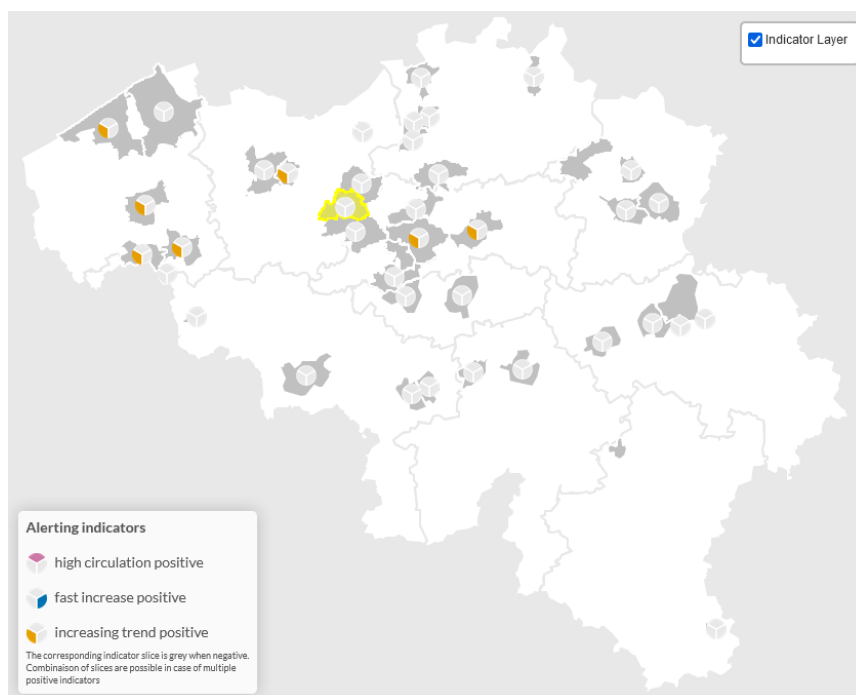 Indicator Layer
Alerting indicators
high circulation positive
fast increase positive
increasing trend positive
The corresponding indicator slice is grey when negative.
Combinaison of slices are possible in case of multiple
positive indicators